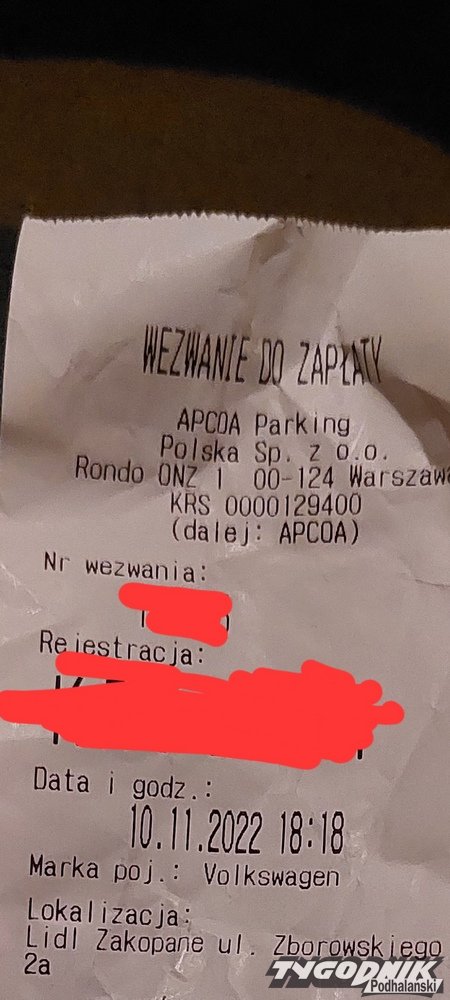 WEZWANIE DO ZAPŁATY
APCOA Parking
Polska Sp. z o.o.
Rondo ONZ 1 00-124 Warszawa
KRS 0000129400
(dalej: APCOA)
Nr wezwania:
Rejestracja:
Data i godz.:
10.11.2022 18:18
Marka poj.: Volkswagen
Lokalizacja:
Lidl Zakopane ul. Zborowskiego
2a
TYGODNIK
Podhalański